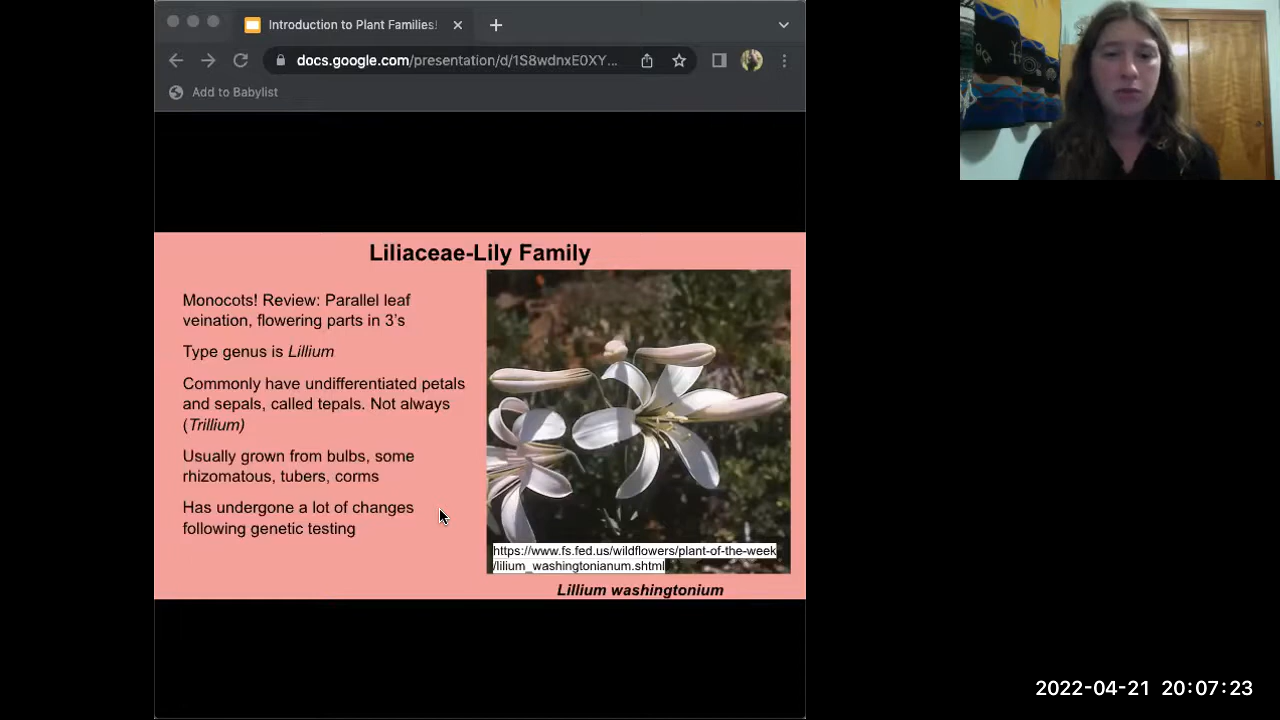 Introduction to Plant Families!
docs.google.com/presentation/d/1S8wdnxE0XY...
Add to Babylist
Liliaceae-Lily Family
Monocots! Review: Parallel leaf
veination, flowering parts in 3's
Type genus is Lillium
Commonly have undifferentiated petals
and sepals, called tepals. Not always
(Trillium)
Usually grown from bulbs, some
rhizomatous, tubers, corms
Has undergone a lot of changes
following genetic testing
https://www.fs.fed.us/wildflowers/plant-of-the-week
/lilium_washingtonianum.shtml
Lillium washingtonium
2022-04-21 20:07:23